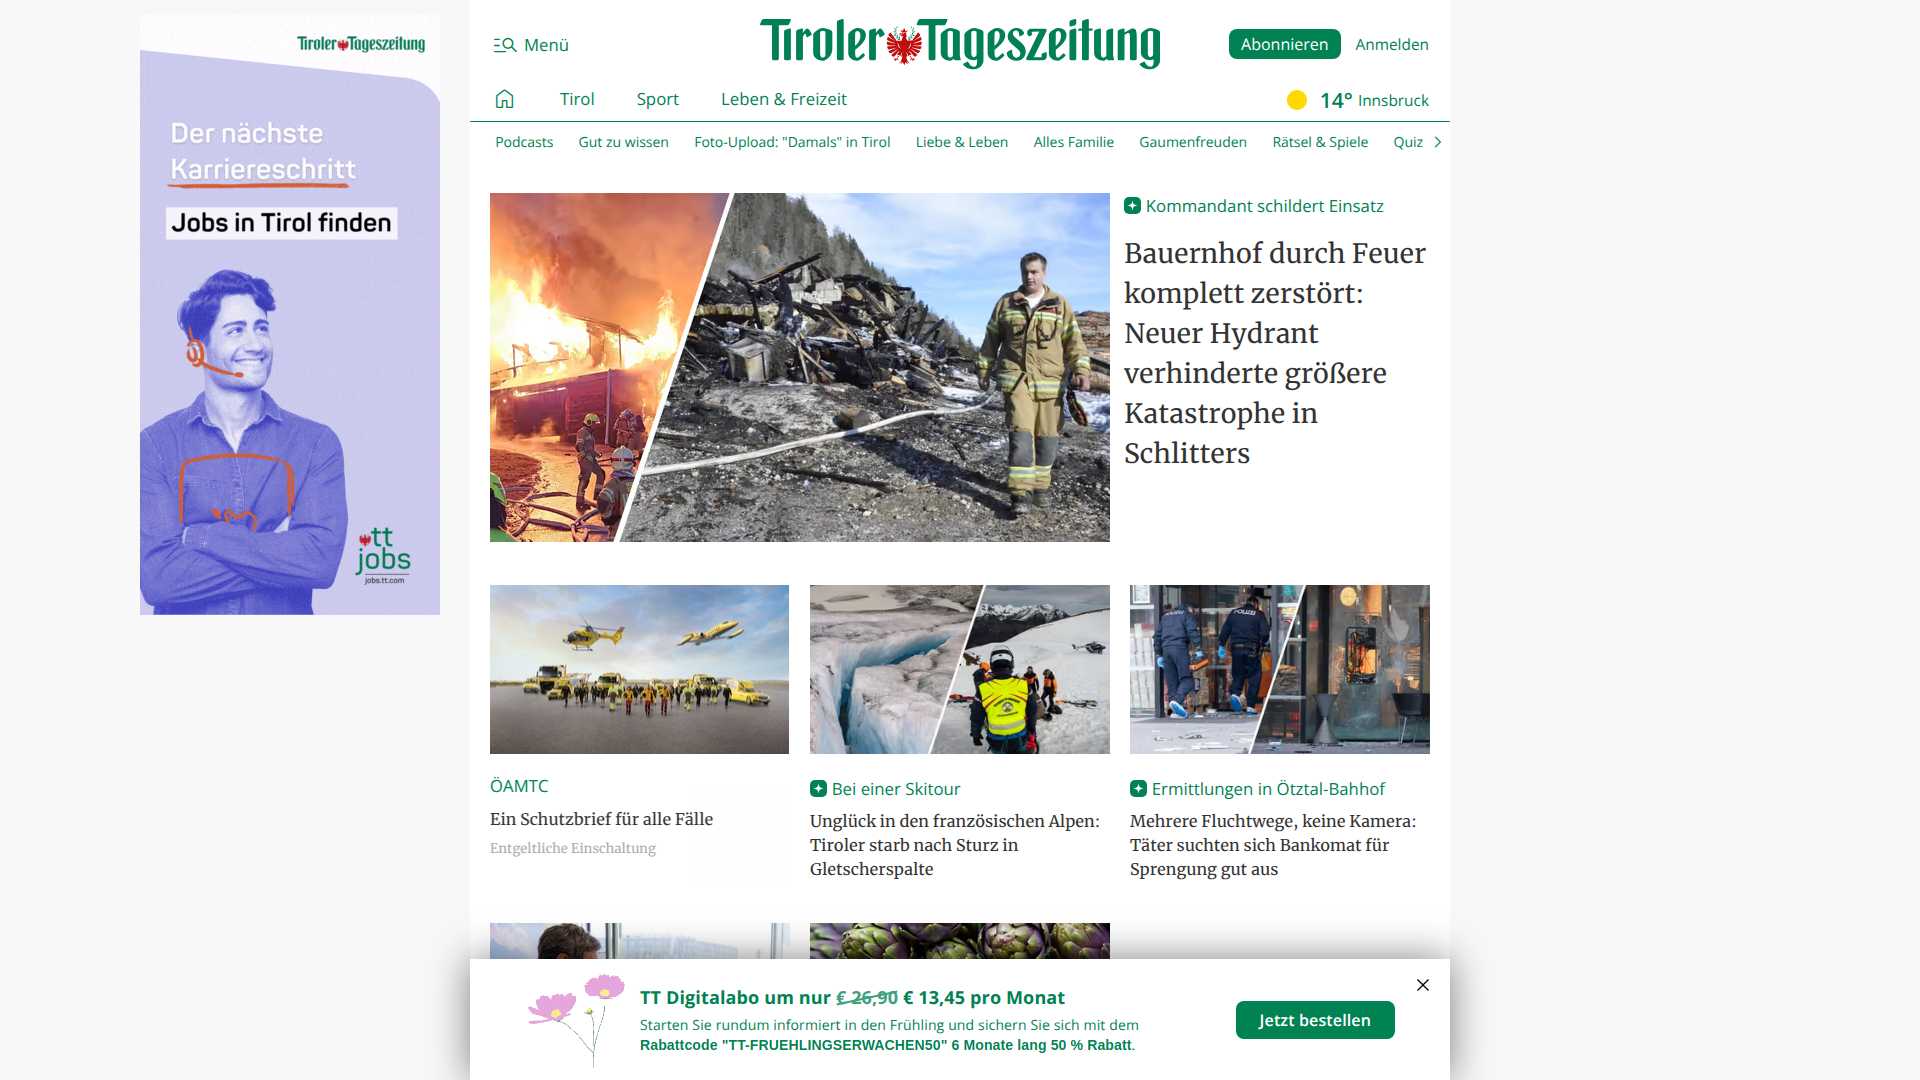 Tiroler Tageszeitung
Der nächste
Karriereschritt
Jobs in Tirol finden
tt
jobs
jobs.tt.com
Menü
Tiroler Tageszeitung
Abonnieren
Anmelden
Tirol
Sport
Leben & Freizeit
14° Innsbruck
Podcasts
Gut zu wissen
Foto-Upload: "Damals" in Tirol
Liebe & Leben
Alles Familie
Gaumenfreuden
Rätsel & Spiele
Quiz
Kommandant schildert Einsatz
Bauernhof durch Feuer
komplett zerstört:
Neuer Hydrant
verhinderte größere
Katastrophe in
Schlitters
ÖAMTC
Ein Schutzbrief für alle Fälle
Entgeltliche Einschaltung
Bei einer Skitour
Unglück in den französischen Alpen:
Tiroler starb nach Sturz in
Gletscherspalte
POLIZEI
Ermittlungen in Ötztal-Bahnhof
Mehrere Fluchtwege, keine Kamera:
Täter suchten sich Bankomat für
Sprengung gut aus
TT Digitalabo um nur € 26,90 € 13,45 pro Monat
Starten Sie rundum informiert in den Frühling und sichern Sie sich mit dem
Rabattcode "TT-FRUEHLINGSERWACHEN50" 6 Monate lang 50 % Rabatt.
Jetzt bestellen